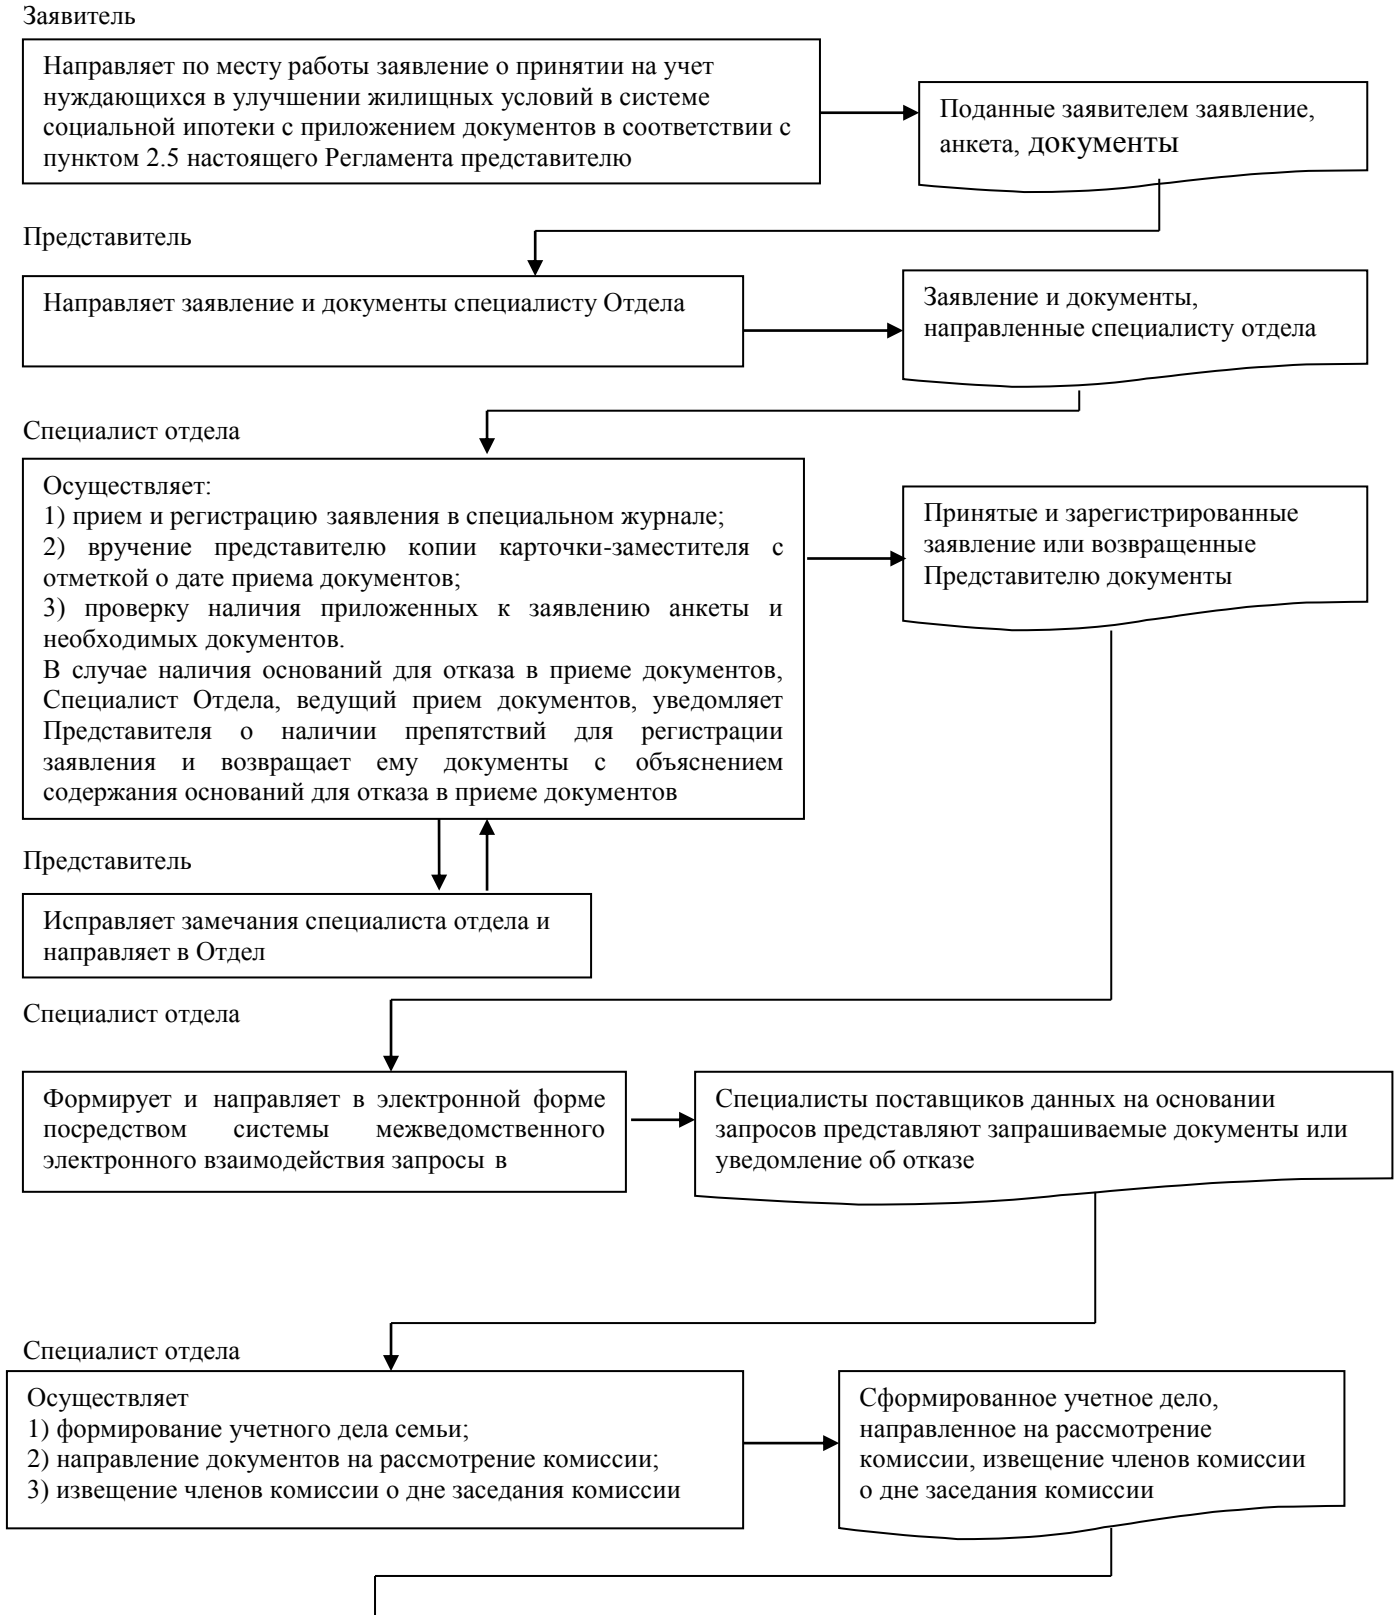 Заявитель
Направляет по месту работы заявление о принятии на учет
нуждающихся в улучшении жилищных условий в системе
социальной ипотеки с приложением документов в соответствии с
пунктом 2.5 настоящего Регламента представителю
Поданные заявителем заявление,
анкета, документы
Представитель
Направляет заявление и документы специалисту Отдела
Заявление и документы,
направленные специалисту отдела
Специалист отдела
Осуществляет:
1) прием и регистрацию заявления в специальном журнале;
2) вручение представителю копии карточки-заместителя с
отметкой о дате приема документов;
3) проверку наличия приложенных к заявлению анкеты и
необходимых документов.
В случае наличия оснований для отказа в приеме документов,
Специалист Отдела, ведущий прием документов, уведомляет
Представителя о наличии препятствий для регистрации
заявления и возвращает ему документы с объяснением
содержания оснований для отказа в приеме документов
Принятые и зарегистрированные
заявление или возвращенные
Представителю документы
Представитель
Исправляет замечания специалиста отдела и
направляет в Отдел
Специалист отдела
Формирует и направляет в электронной форме
посредством системы межведомственного
электронного взаимодействия запросы в
Специалисты поставщиков данных на основании
запросов представляют запрашиваемые документы или
уведомление об отказе
Специалист отдела
Осуществляет
1) формирование учетного дела семьи;
2) направление документов на рассмотрение комиссии;
3) извещение членов комиссии о дне заседания комиссии
Сформированное учетное дело,
направленное на рассмотрение
комиссии, извещение членов комиссии
о дне заседания комиссии